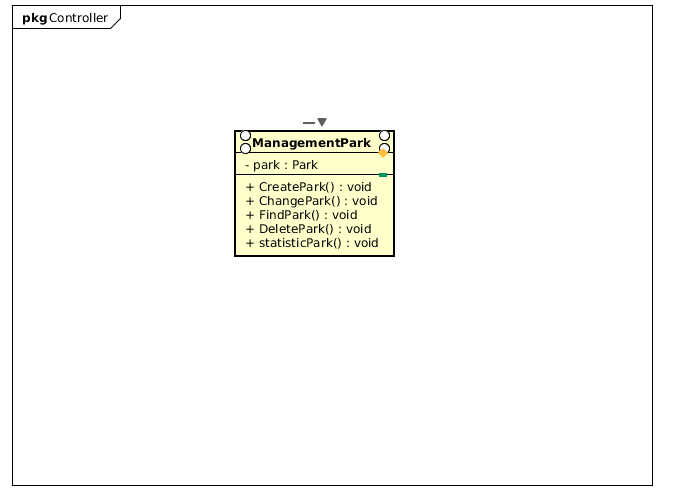 pkg Controller
ManagementPark
- park : Park
+ CreatePark() : void
+ ChangePark() : void
+ FindPark() : void
+ DeletePark() : void
+ statisticPark() : void